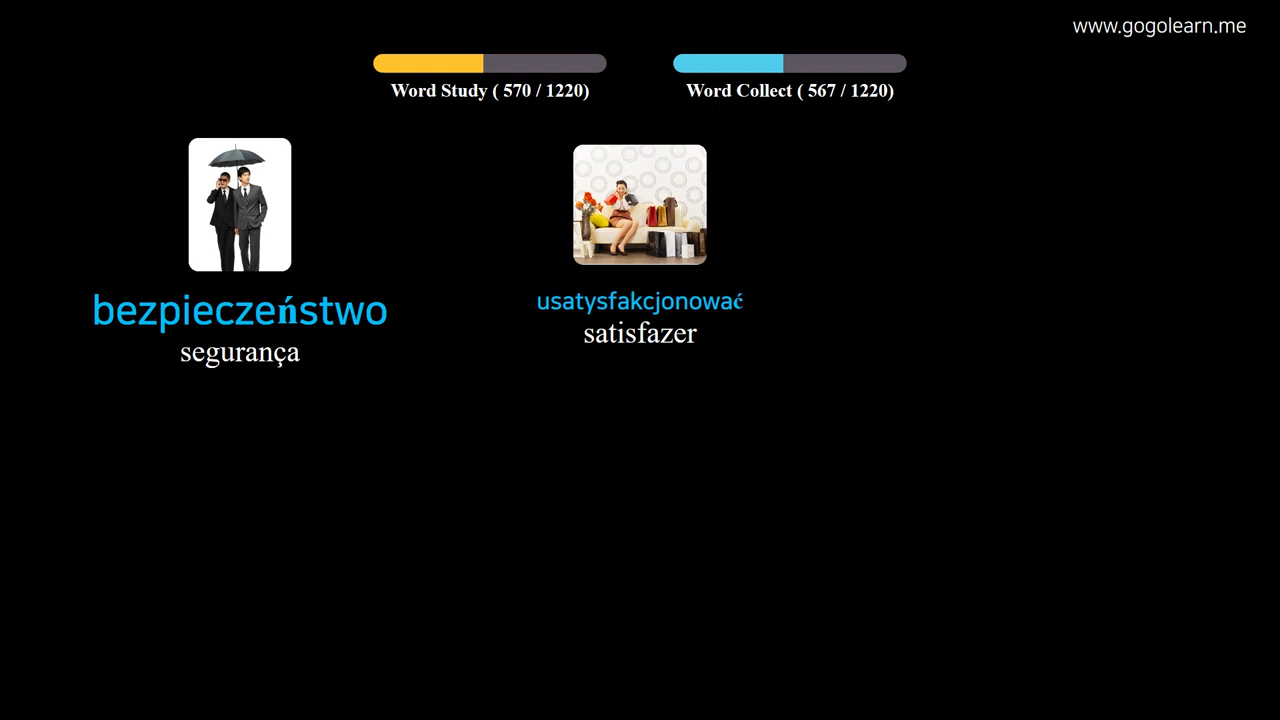 www.gogolearn.me
Word Study ( 570 / 1220)
Word Collect ( 567 / 1220)
bezpieczeństwo
segurança
usatysfakcjonować
satisfazer